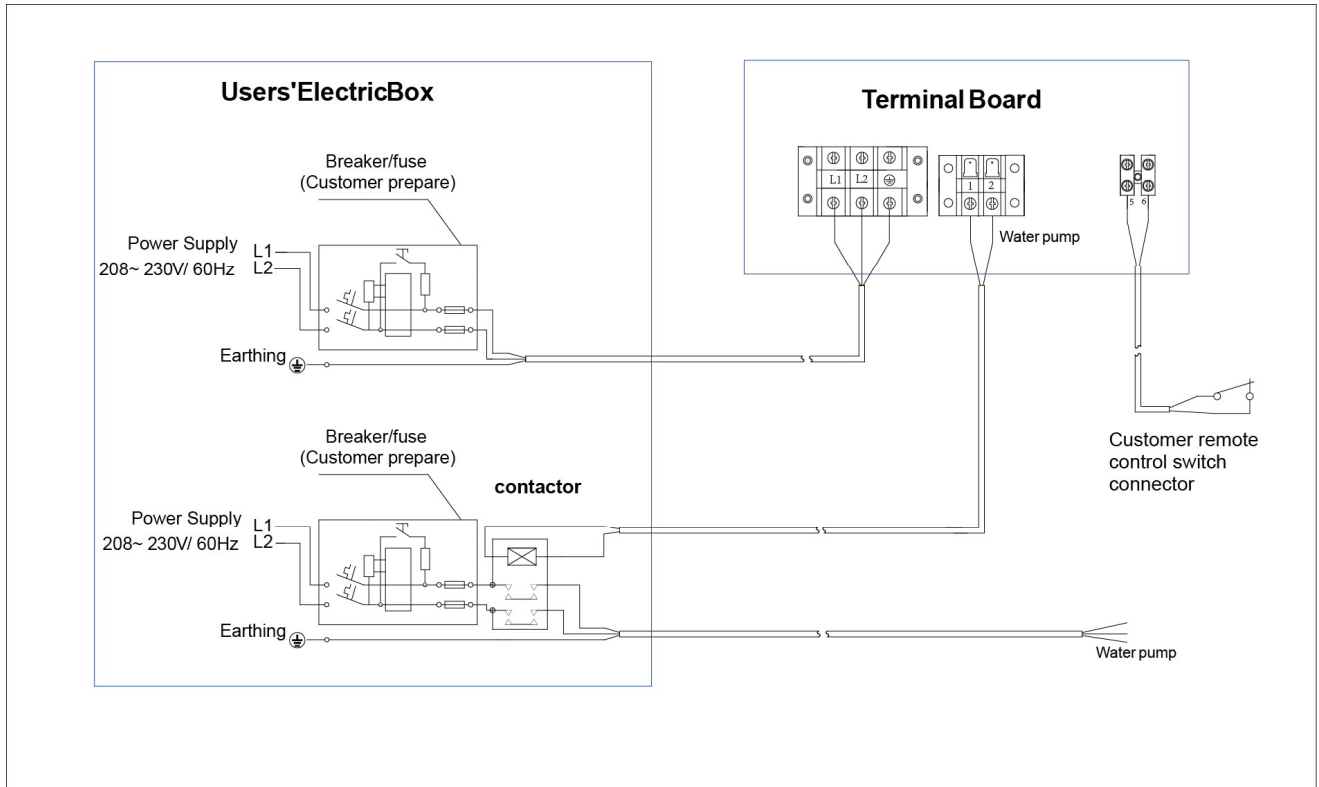 Users'ElectricBox
Breaker/fuse
(Customer prepare)
Power Supply L1
208~ 230V/ 60Hz L2
Earthing
Terminal Board
L1 L2
1 2
5 6
Water pump
Customer remote
control switch
connector
Breaker/fuse
(Customer prepare)
contactor
Power Supply L1
208~ 230V/ 60Hz L2
Earthing
Water pump